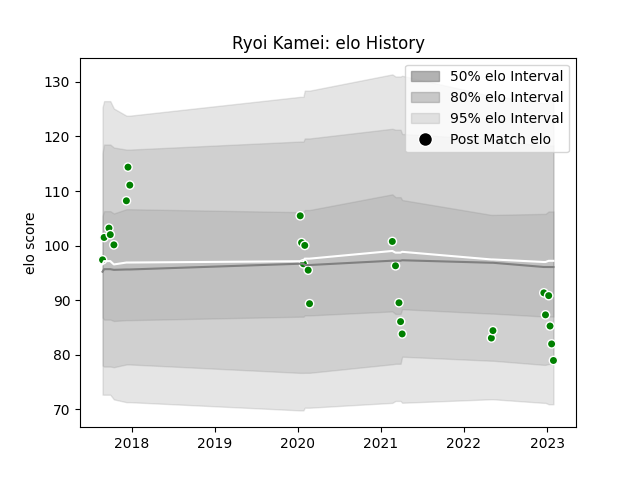 Ryoi Kamei: elo History
50% elo Interval
80% elo Interval
95% elo Interval
Post Match elo
elo score
130
120
110
100
90
80
70
2018
2019
2020
2021
2022
2023